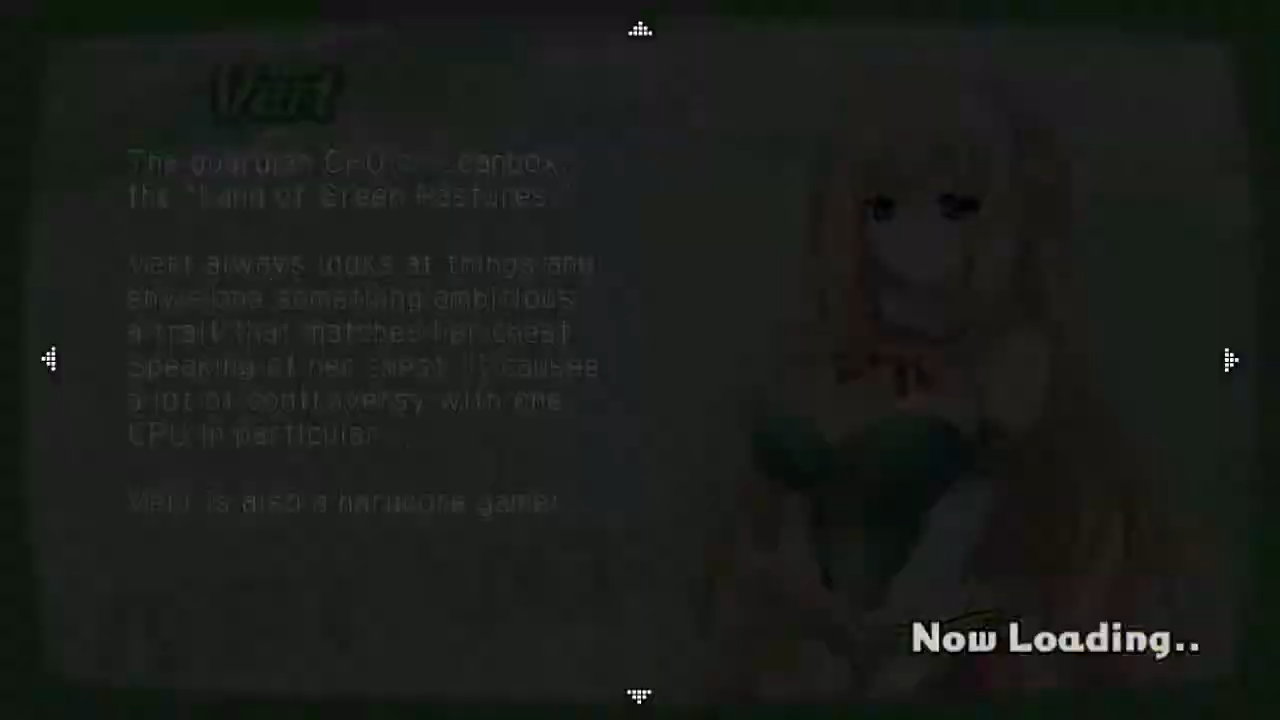 Vert
The guardian CPU of Leanbox,
the "Land of Green Pastures."
Vert always looks at things and
envisions something ambitious
a trait that matches her chest
Speaking of her chest it causes
a lot of controversy with one
CPU in particular...
Vert is also a hardcore gamer
Now Loading..